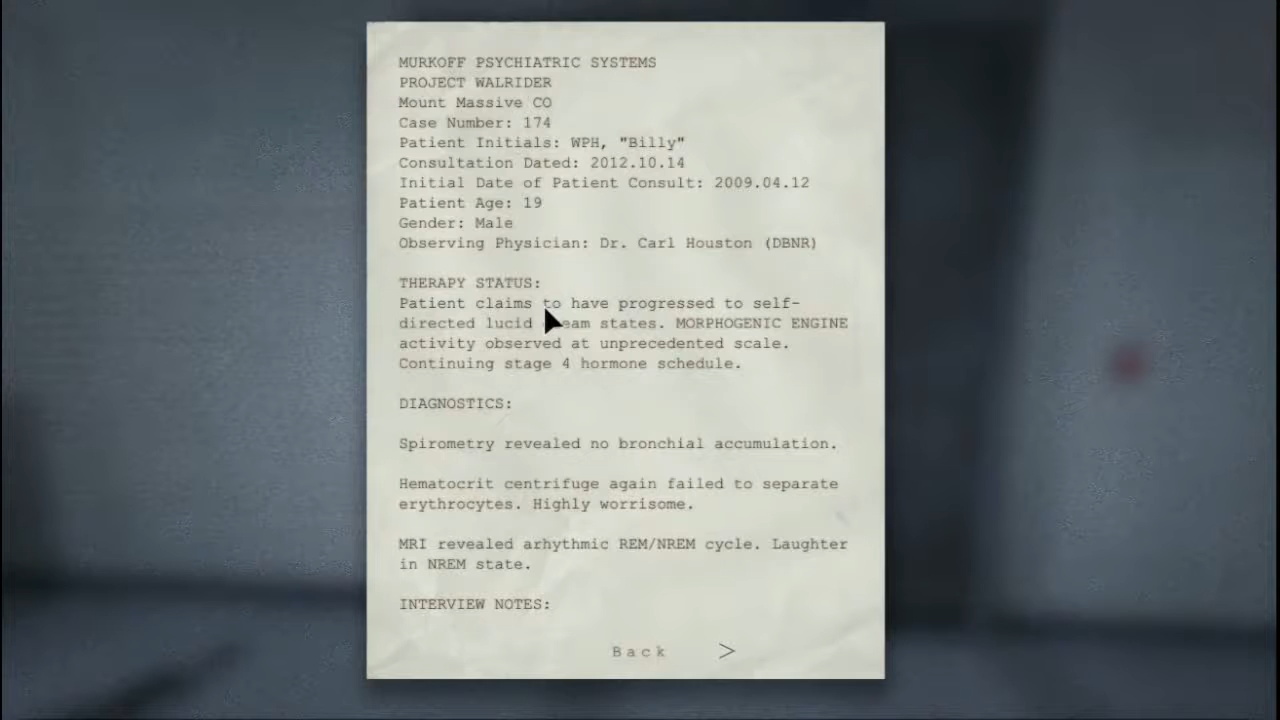 MURKOFF PSYCHIATRIC SYSTEMS
PROJECT WALRIDER
Mount Massive CO
Case Number: 174
Patient Initials: WPH, "Billy"
Consultation Dated: 2012.10.14
Initial Date of Patient Consult: 2009.04.12
Patient Age: 19
Gender: Male
Observing Physician: Dr. Carl Houston (DBNR)
THERAPY STATUS:
Patient claims to have progressed to self-
directed lucid dream states. MORPHOGENIC ENGINE
activity observed at unprecedented scale.
Continuing stage 4 hormone schedule.
DIAGNOSTICS:
Spirometry revealed no bronchial accumulation.
Hematocrit centrifuge again failed to separate
erythrocytes. Highly worrisome.
MRI revealed arhythmic REM/NREM cycle. Laughter
in NREM state.
INTERVIEW NOTES:
Back >